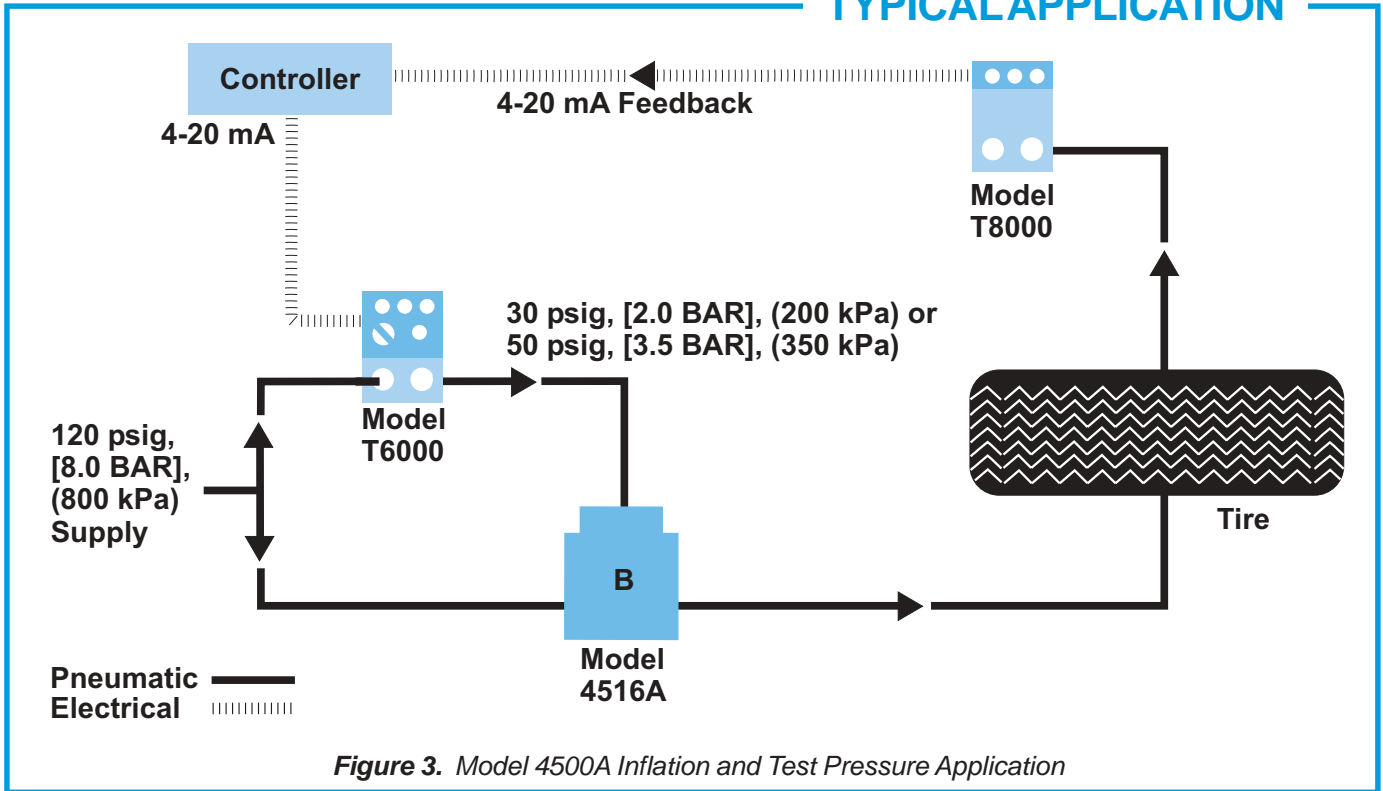 TYPICAL APPLICATION
Controller
4-20 mA Feedback
4-20 mA
Model
T8000
30 psig, [2.0 BAR], (200 kPa) or
50 psig, [3.5 BAR], (350 kPa)
Model
T6000
120 psig,
[8.0 BAR],
(800 kPa)
Supply
Tire
B
Model
4516A
Pneumatic
Electrical
Figure 3. Model 4500A Inflation and Test Pressure Application